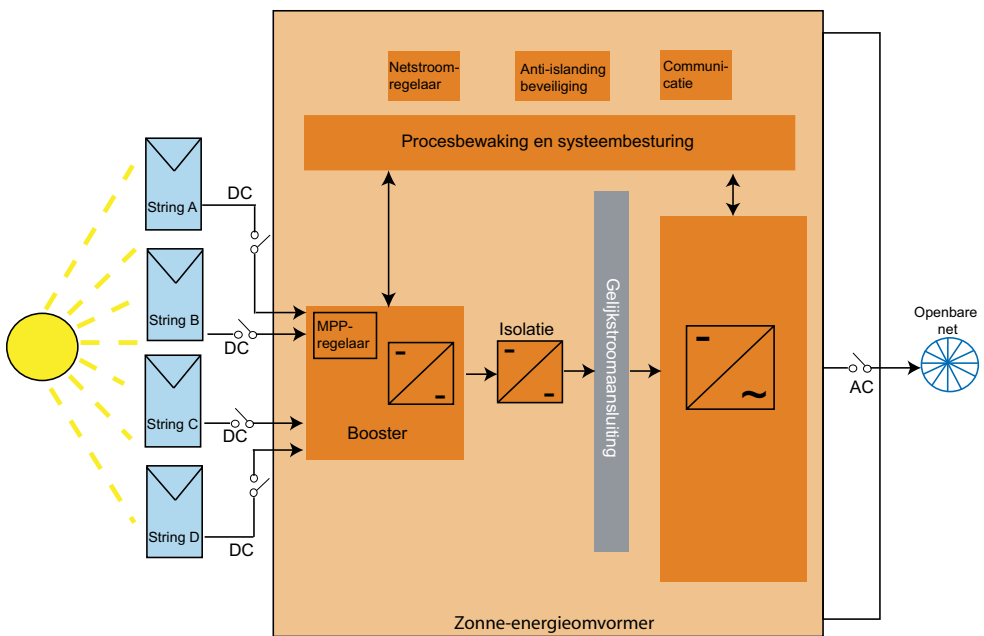 Netstroom-
regelaar
Anti-islanding
beveiliging
Communi-
catie
Procesbewaking en systeembesturing
String A
DC
String B
DC
String C
DC
String D
DC
MPP-
regelaar
Booster
Isolatie
Gelijkstroomaansluiting
~
Openbare
net
AC
Zonne-energieomvormer